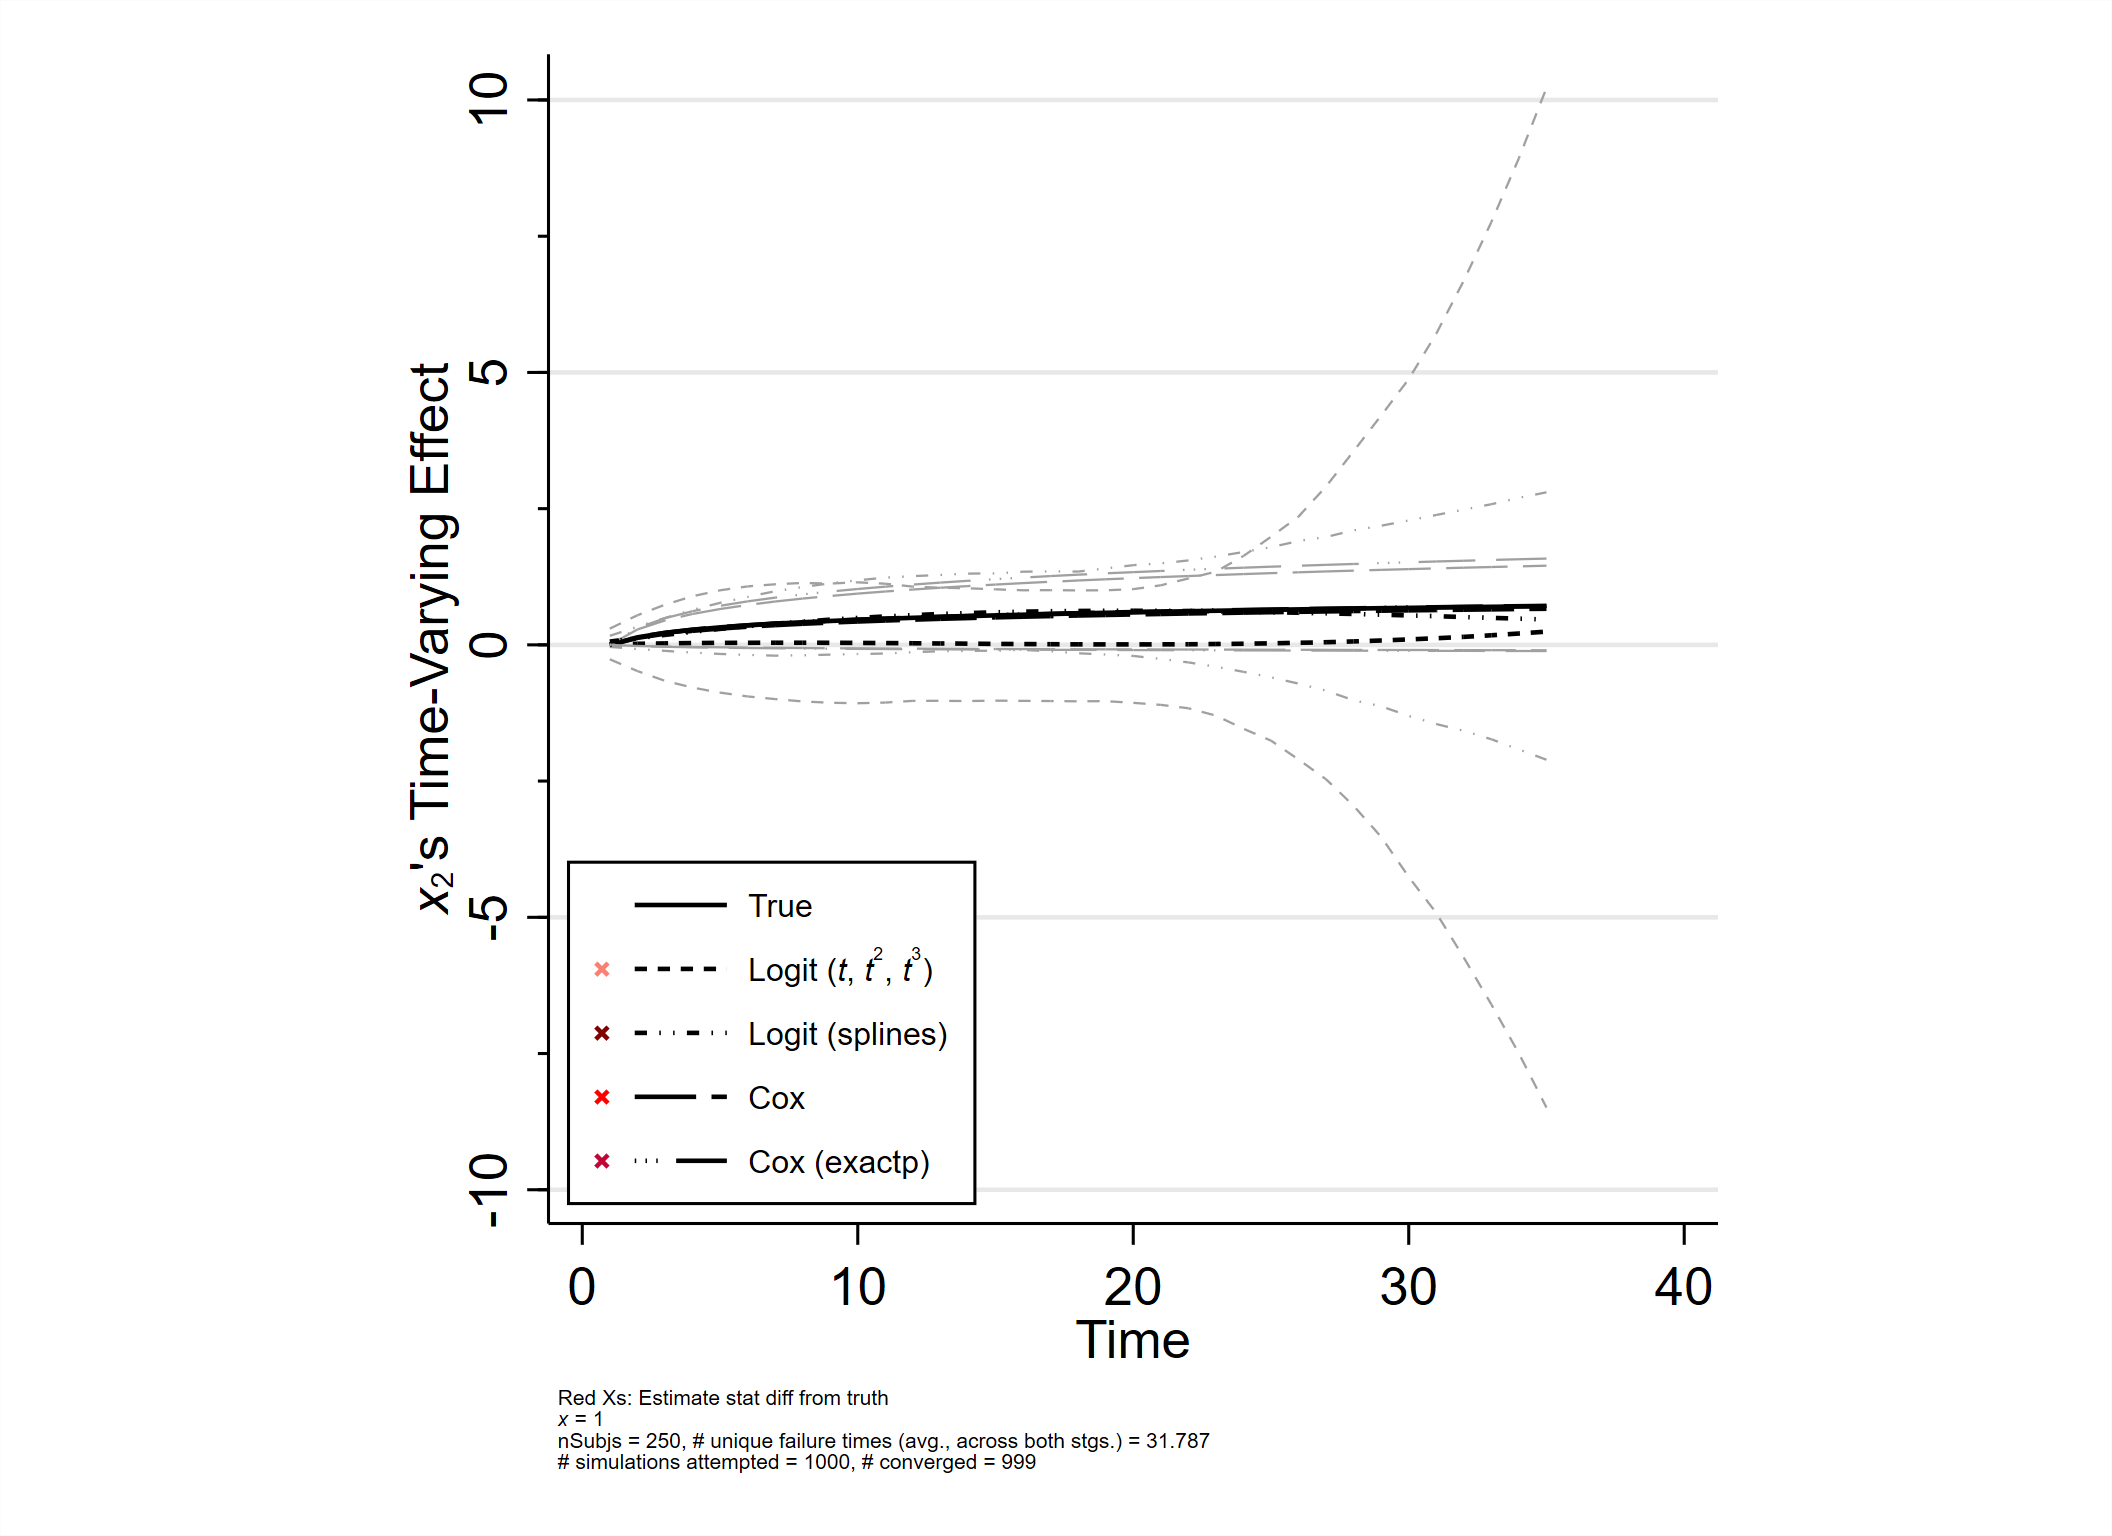 10
5
0
-5
-10
x₂'s Time-Varying Effect
True
Logit (t, t², t³)
Logit (splines)
Cox
Cox (exactp)
0 10 20 30 40
Time
Red Xs: Estimate stat diff from truth
x = 1
nSubjs = 250, # unique failure times (avg., across both stgs.) = 31.787
# simulations attempted = 1000, # converged = 999